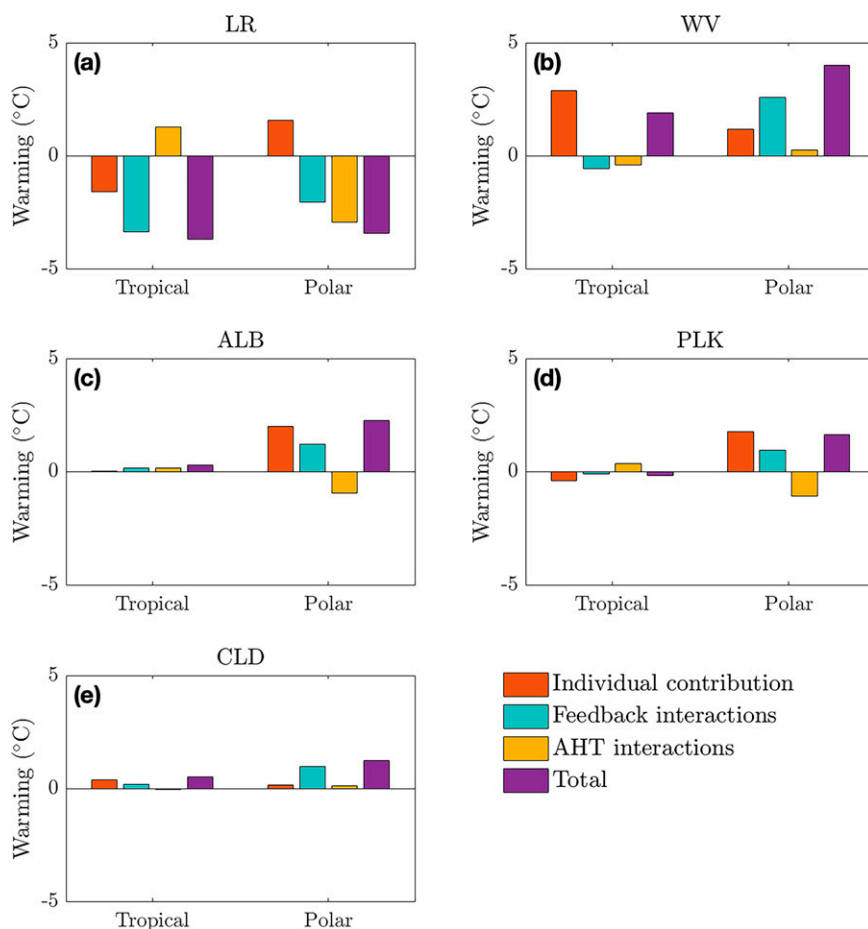 LR
(a)
Warming (°C)
5
0
-5
Tropical Polar
WV
(b)
Warming (°C)
5
0
-5
Tropical Polar
ALB
(c)
Warming (°C)
5
0
-5
Tropical Polar
PLK
(d)
Warming (°C)
5
0
-5
Tropical Polar
CLD
(e)
Warming (°C)
5
0
-5
Tropical Polar
Individual contribution
Feedback interactions
AHT interactions
Total